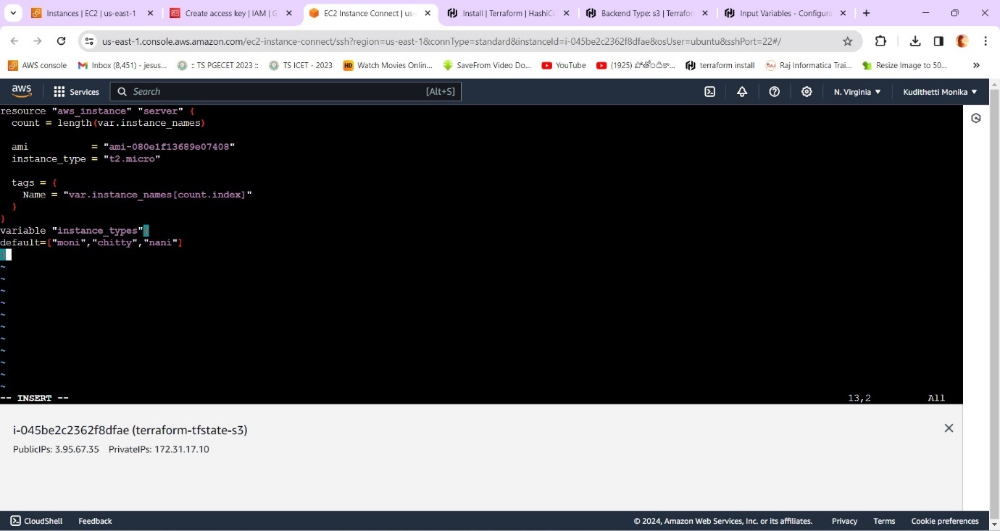 Instances | EC2 | us-east-1
Create access key | IAM | G
EC2 Instance Connect | us-
Install | Terraform | HashiC
Backend Type: s3 | Terrafor
Input Variables - Configura
us-east-1.console.aws.amazon.com/ec2-instance-connect/ssh?region=us-east-1&connType=standard&instanceId=i-045be2c2362f8dfae&osUser=ubuntu&sshPort=22#/
AWS console
Inbox (8,451) - jesus...
:: TS PGECET 2023 ::
TS ICET - 2023
HD Watch Movies Onlin...
SaveFrom Video Do...
YouTube
(1925)
terraform install
Raj Informatica Trai...
Resize Image to 50...
»
aws
Services
Search
[Alt+S]
N. Virginia ▼
Kudithetti Monika ▼
resource "aws_instance" "server" {
count = length(var.instance_names)
ami = "ami-080e1f13689e07408"
instance_type = "t2.micro"
tags = {
Name = "var.instance_names[count.index]"
}
}
variable "instance_types"{
default=["moni","chitty","nani"]
}
~
~
~
~
~
~
~
~
~
~
~
-- INSERT --
13,2
All
i-045be2c2362f8dfae (terraform-tfstate-s3)
PublicIPs: 3.95.67.35 PrivateIPs: 172.31.17.10
CloudShell
Feedback
© 2024, Amazon Web Services, Inc. or its affiliates.
Privacy
Terms
Cookie preferences